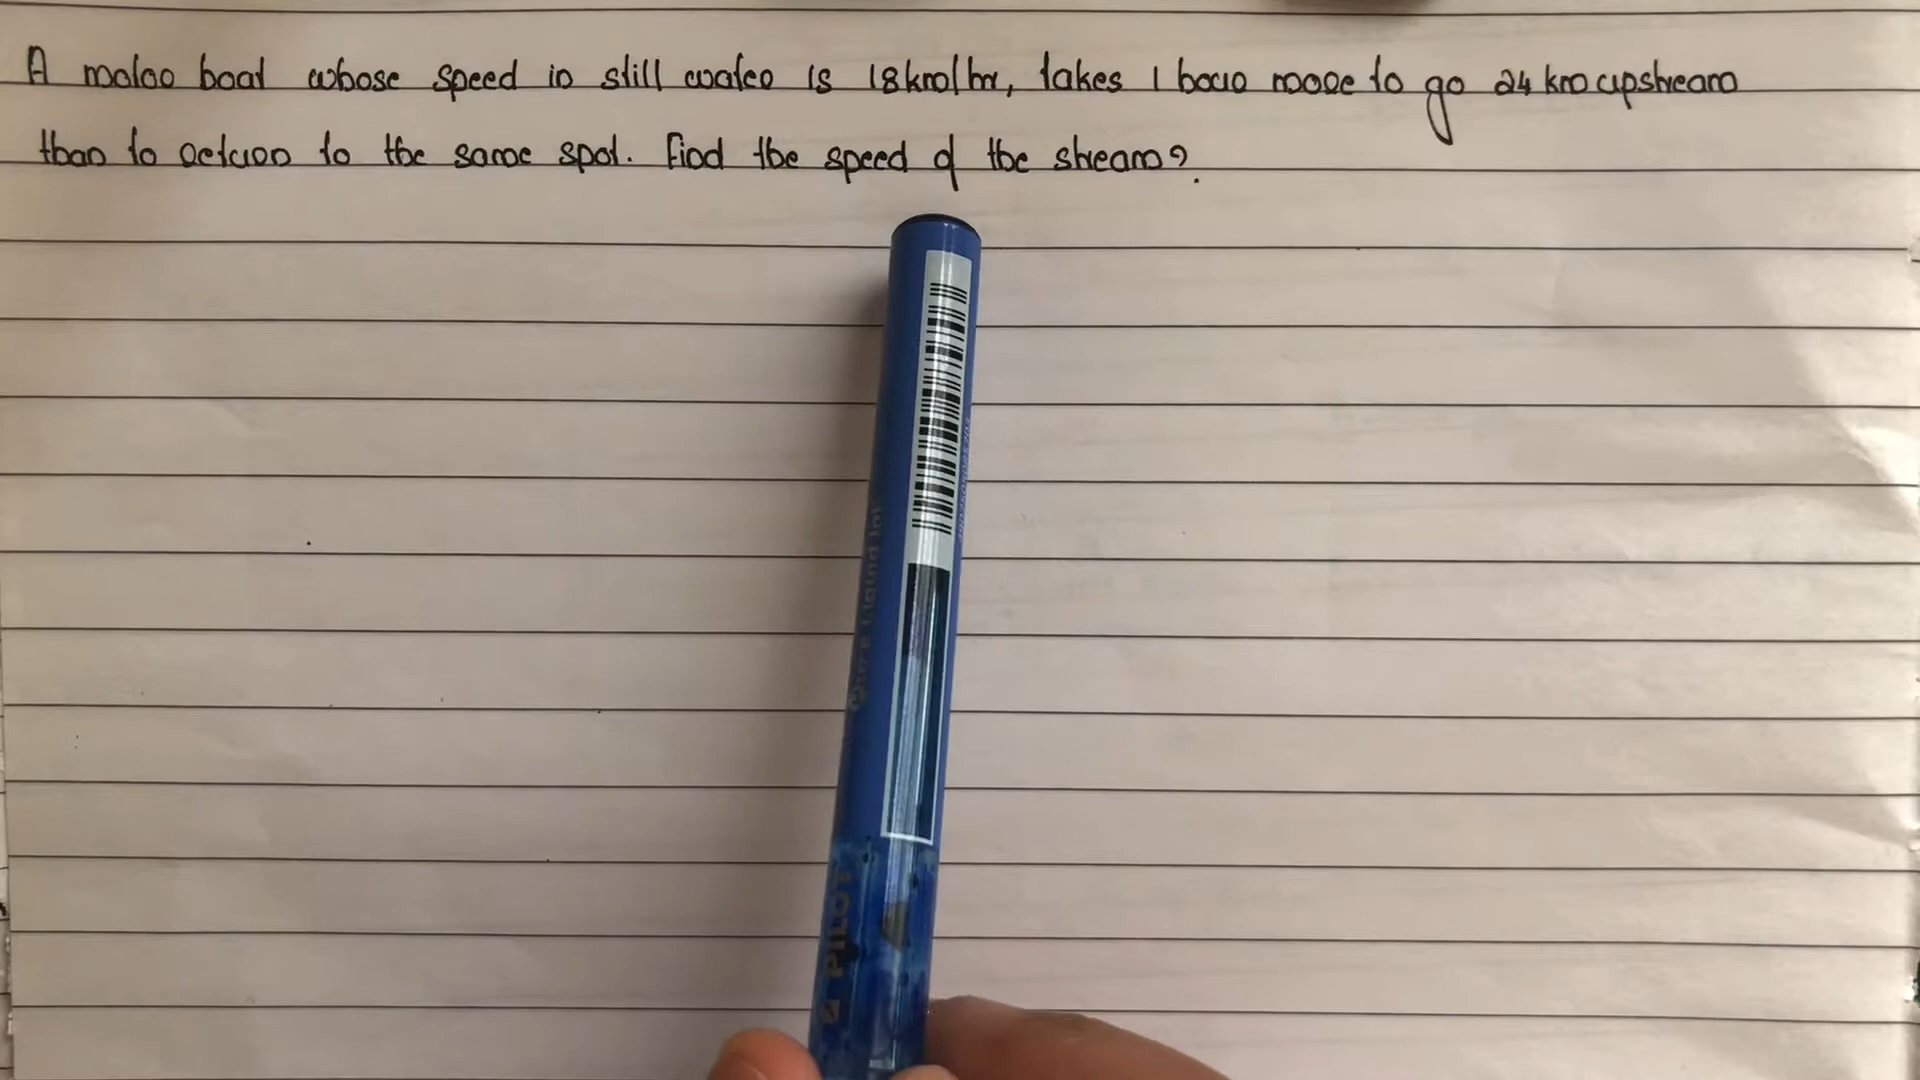 A motor boat whose speed in still water is 18km/hr, takes 1 hour more to go 24 km upstream
than to return to the same spot. Find the speed of the stream?
PILOT